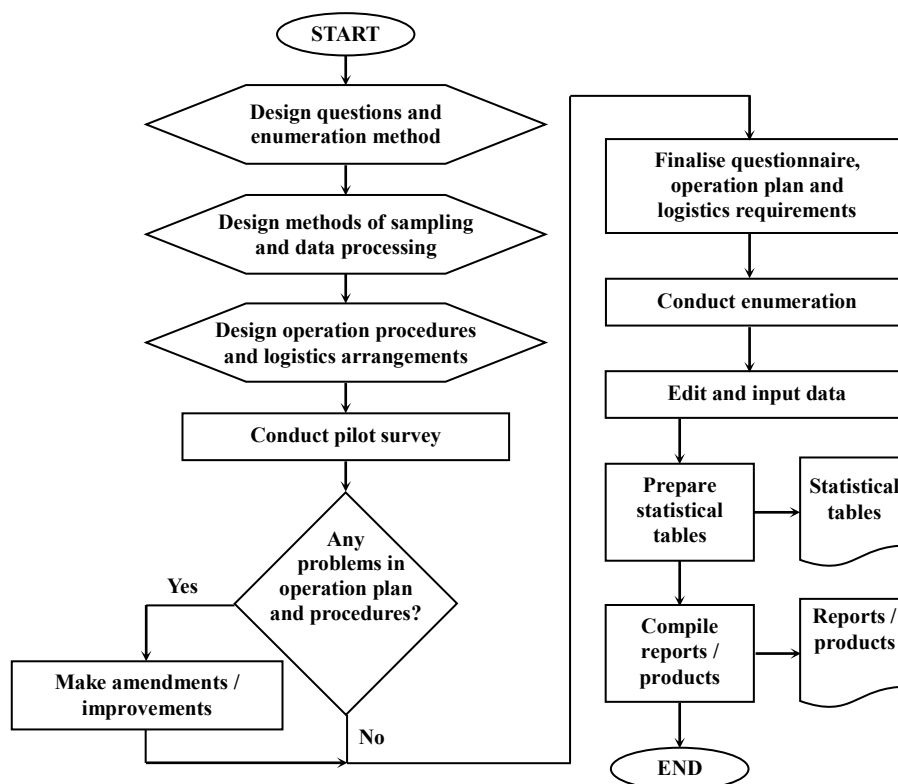 START
Design questions and
enumeration method
Design methods of sampling
and data processing
Design operation procedures
and logistics arrangements
Conduct pilot survey
Any
problems in
operation plan
and procedures?
Yes
Make amendments /
improvements
No
Finalise questionnaire,
operation plan and
logistics requirements
Conduct enumeration
Edit and input data
Prepare
statistical
tables
Statistical
tables
Compile
reports /
products
Reports /
products
END